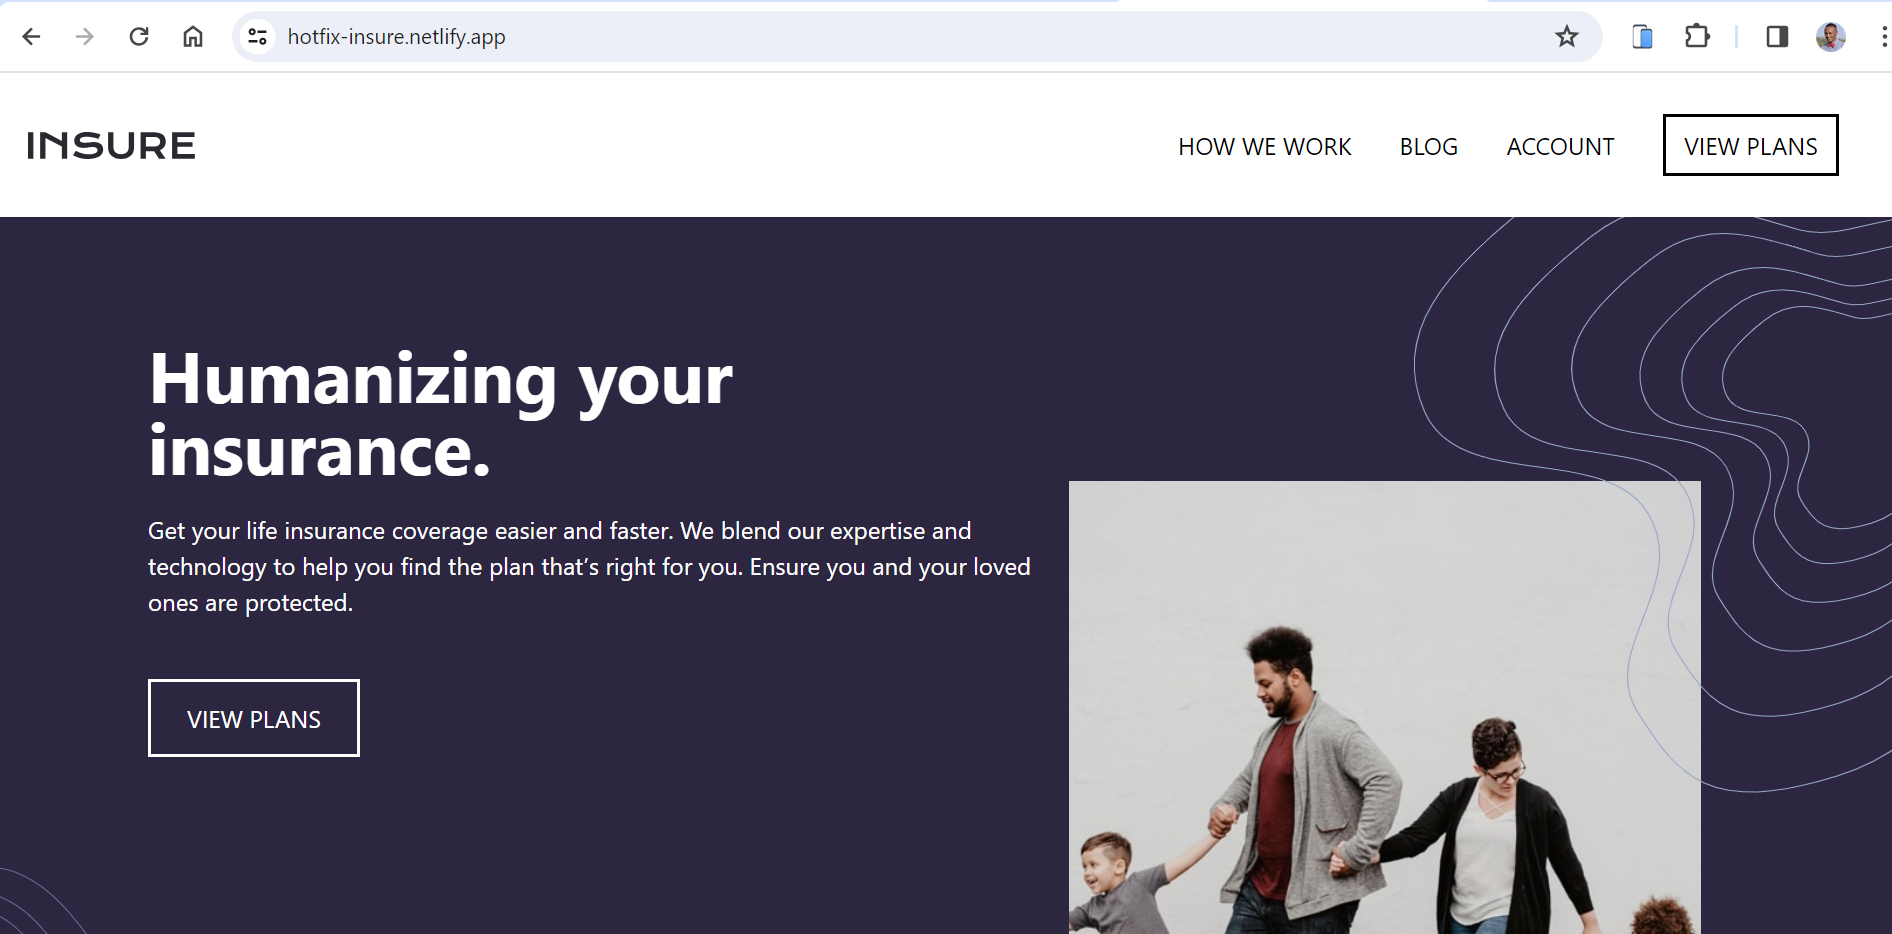 hotfix-insure.netlify.app
INSURE
HOW WE WORK
BLOG
ACCOUNT
VIEW PLANS
Humanizing your
insurance.
Get your life insurance coverage easier and faster. We blend our expertise and
technology to help you find the plan that’s right for you. Ensure you and your loved
ones are protected.
VIEW PLANS